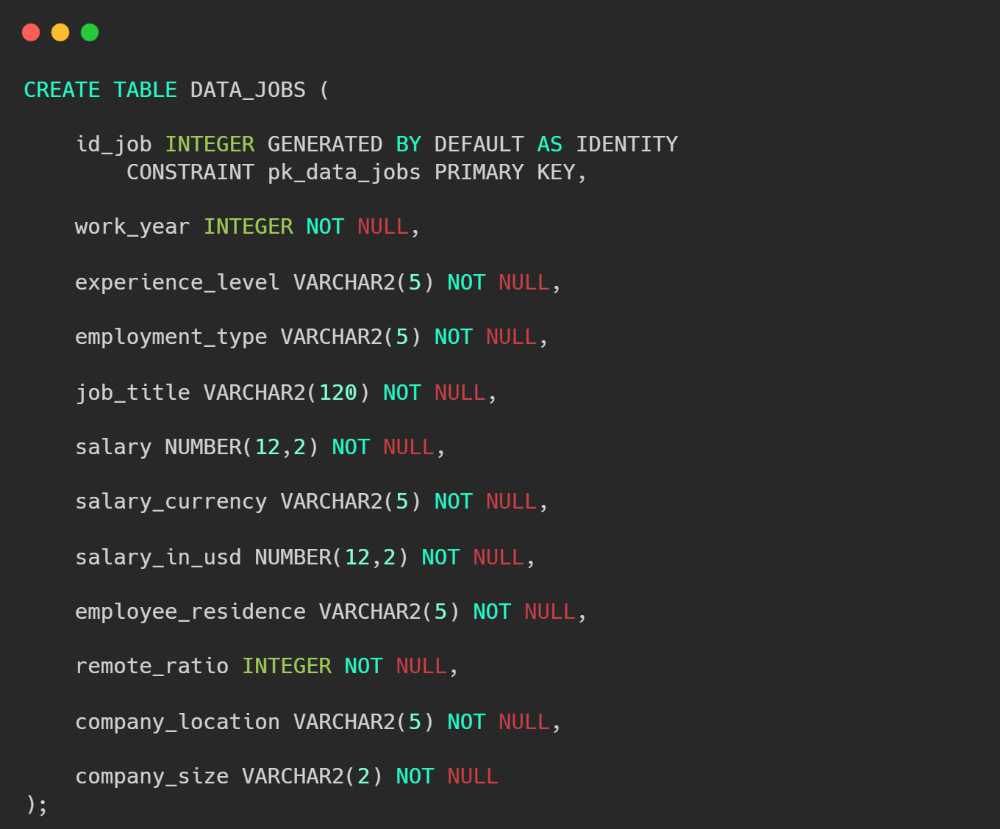 CREATE TABLE DATA_JOBS (
id_job INTEGER GENERATED BY DEFAULT AS IDENTITY
CONSTRAINT pk_data_jobs PRIMARY KEY,
work_year INTEGER NOT NULL,
experience_level VARCHAR2(5) NOT NULL,
employment_type VARCHAR2(5) NOT NULL,
job_title VARCHAR2(120) NOT NULL,
salary NUMBER(12,2) NOT NULL,
salary_currency VARCHAR2(5) NOT NULL,
salary_in_usd NUMBER(12,2) NOT NULL,
employee_residence VARCHAR2(5) NOT NULL,
remote_ratio INTEGER NOT NULL,
company_location VARCHAR2(5) NOT NULL,
company_size VARCHAR2(2) NOT NULL
);